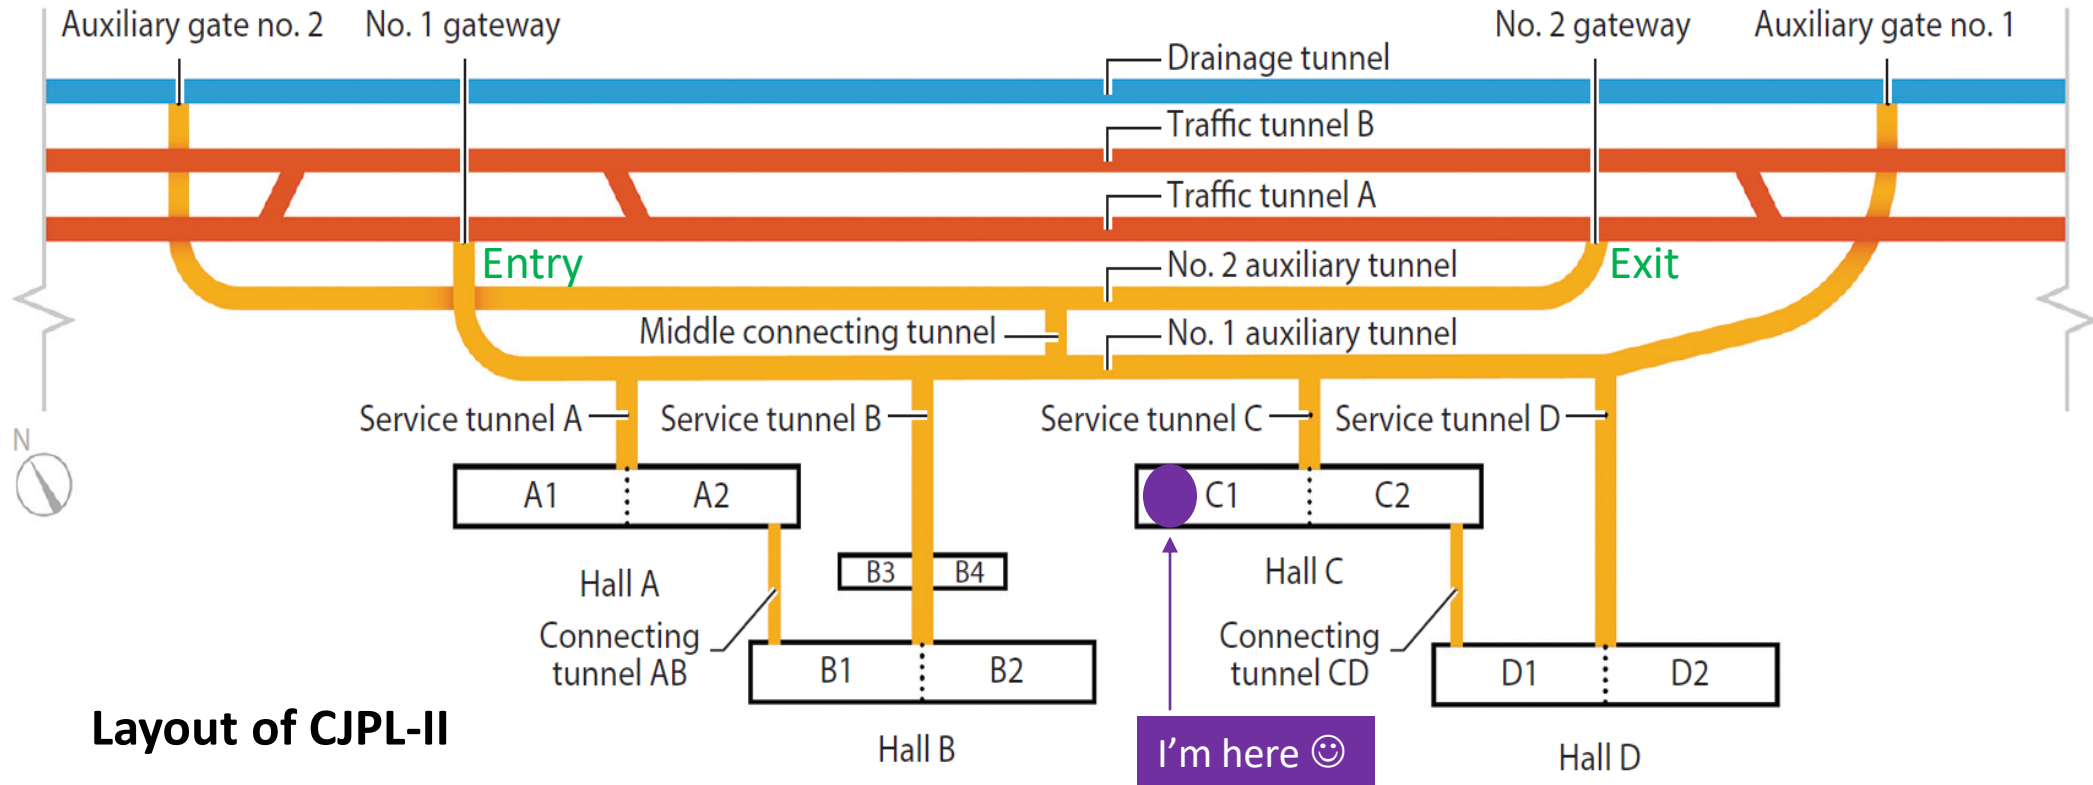 Auxiliary gate no. 2
No. 1 gateway
No. 2 gateway
Auxiliary gate no. 1
Drainage tunnel
Traffic tunnel B
Traffic tunnel A
Entry
No. 2 auxiliary tunnel
Exit
Middle connecting tunnel
No. 1 auxiliary tunnel
Service tunnel A
Service tunnel B
Service tunnel C
Service tunnel D
N
A1
A2
C1
C2
Hall A
B3
B4
Hall C
Connecting
tunnel AB
B1
B2
Connecting
tunnel CD
D1
D2
Layout of CJPL-II
Hall B
I'm here ☺
Hall D